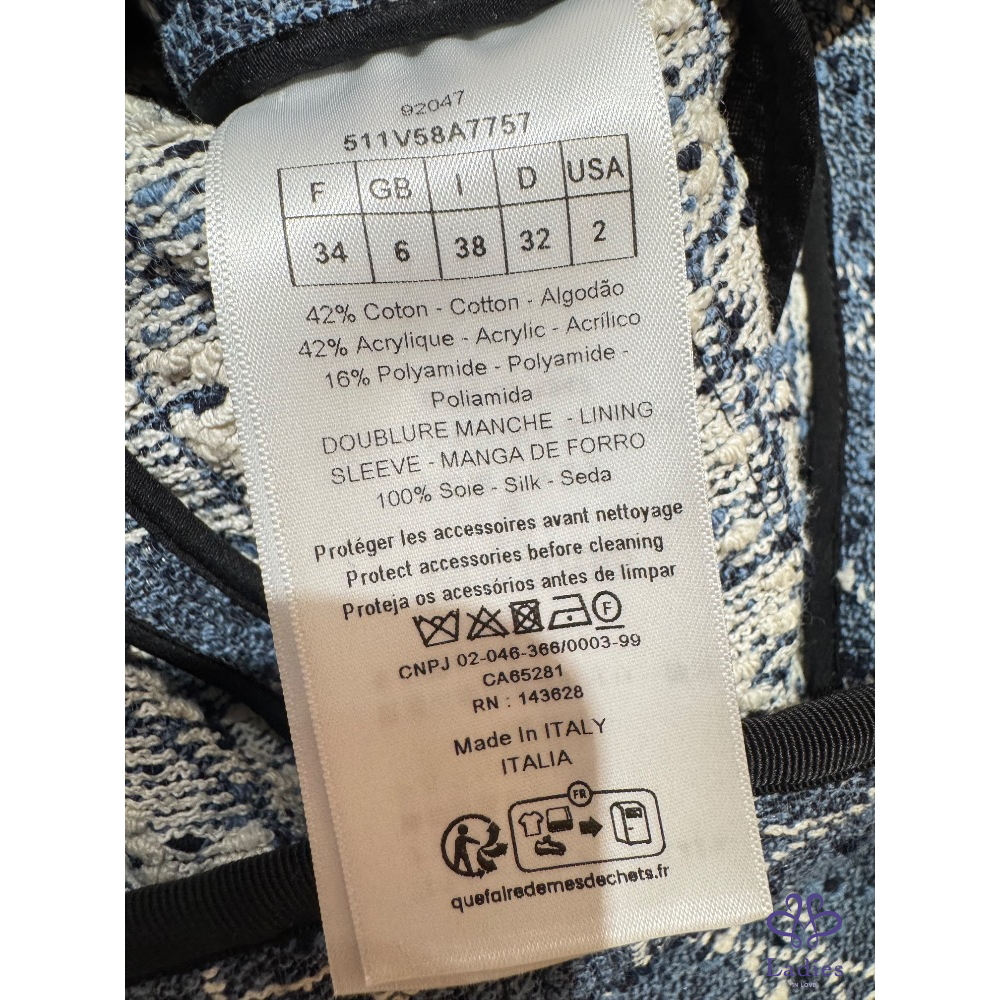 92047
511V58A7757
F GB I D USA
34 6 38 32 2
42% Coton - Cotton - Algodão
42% Acrylique - Acrylic - Acrílico
16% Polyamide - Polyamide -
Poliamida
DOUBLURE MANCHE - LINING
SLEEVE - MANGA DE FORRO
100% Soie - Silk - Seda
Protéger les accessoires avant nettoyage
Protect accessories before cleaning
Proteja os acessórios antes de limpar
F
CNPJ 02-046-366/0003-99
CA65281
RN : 143628
Made In ITALY
ITALIA
FR
quefairedemesdechets.fr
Ladies
IN LOVE